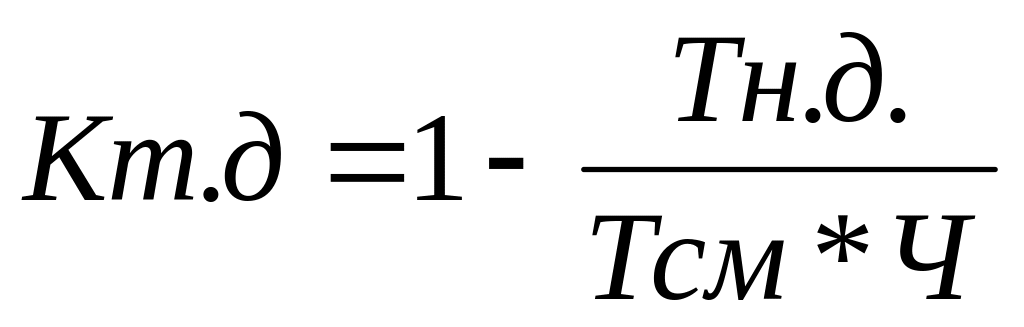 Кт.д = 1 - Тн.д. / Тсм * Ч